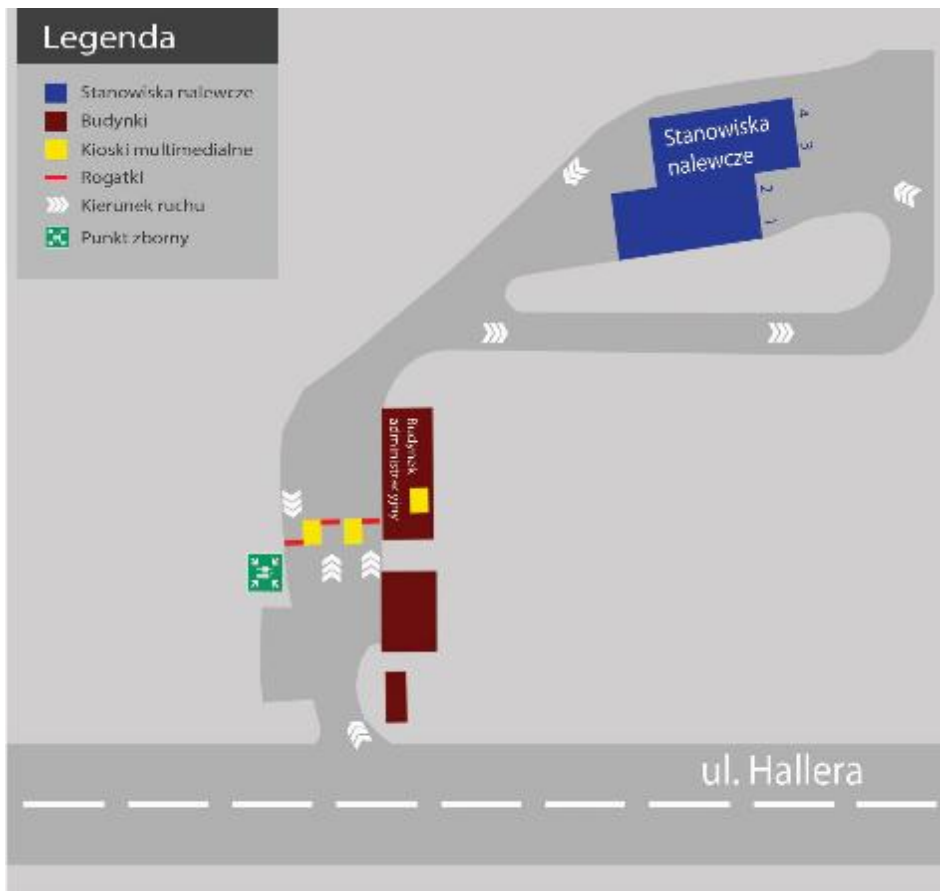 Legenda
Stanowiska nalewcze
Budynki
Kioski multimedialne
Rogatki
Kierunek ruchu
Punkt zborny
Stanowiska
nalewcze
4
3
2
1
Budynek
administracyjny
ul. Hallera